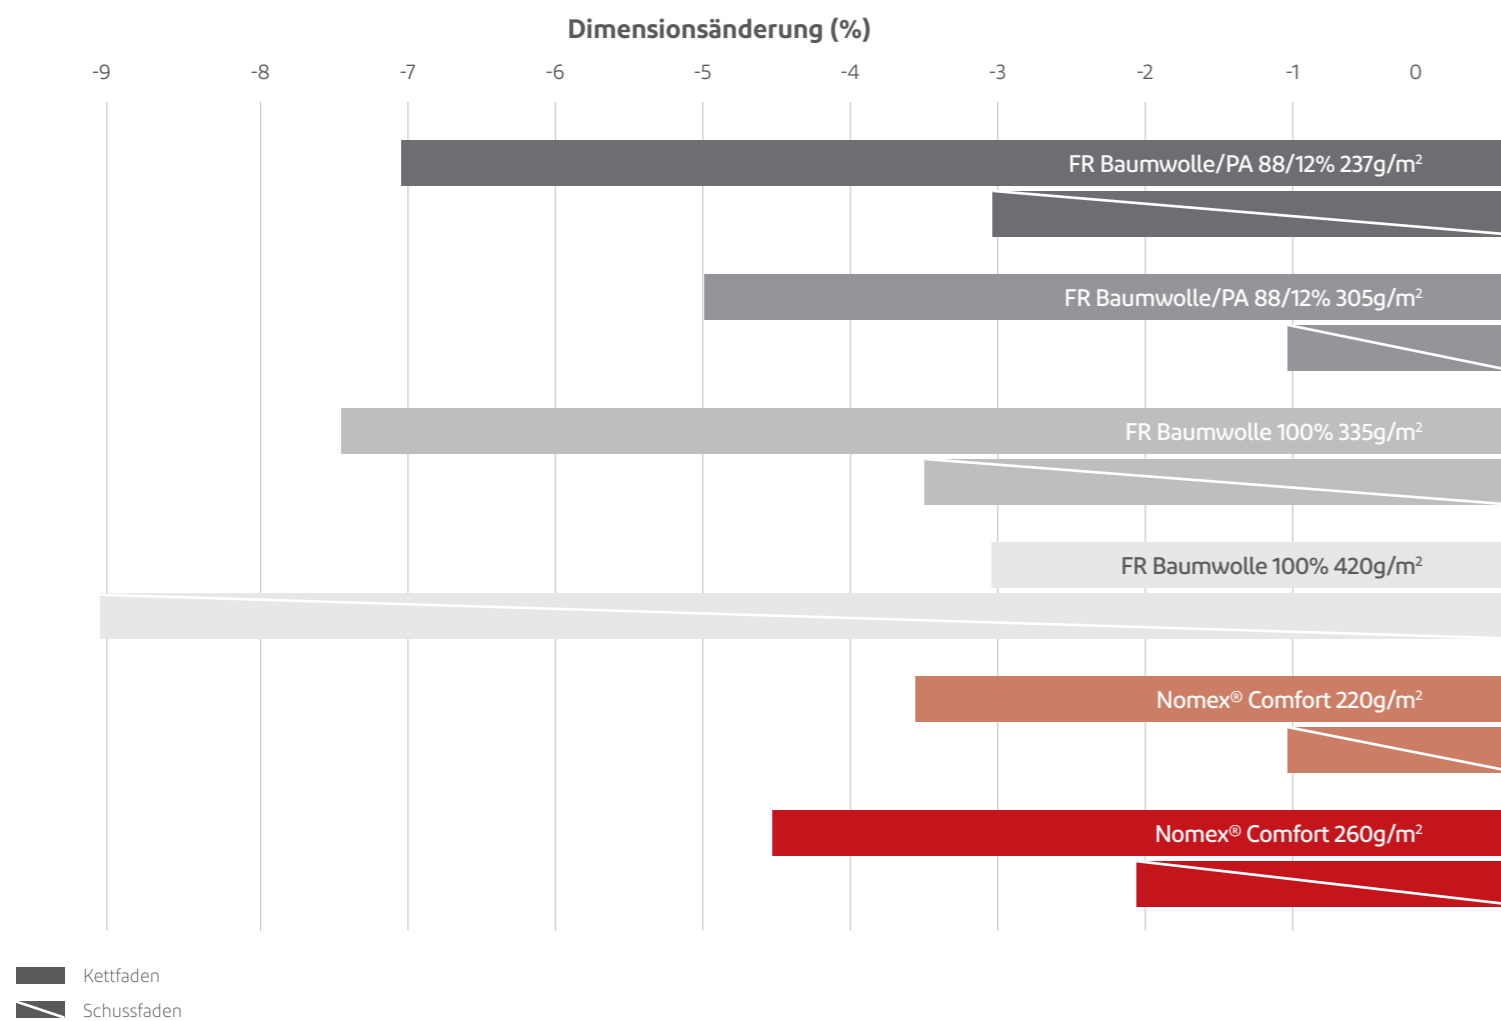 Dimensionsänderung (%)
-9 -8 -7 -6 -5 -4 -3 -2 -1 0
FR Baumwolle/PA 88/12% 237g/m²
FR Baumwolle/PA 88/12% 305g/m²
FR Baumwolle 100% 335g/m²
FR Baumwolle 100% 420g/m²
Nomex® Comfort 220g/m²
Nomex® Comfort 260g/m²
Kettfaden
Schussfaden